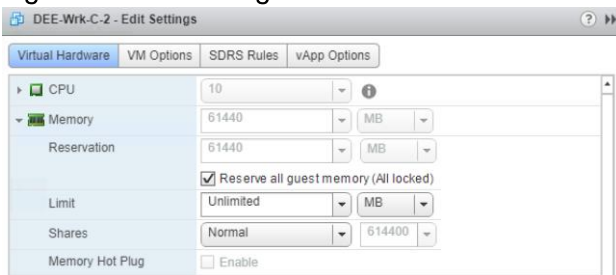 DEE-Wrk-C-2 - Edit Settings ?
Virtual Hardware VM Options SDRS Rules vApp Options
CPU 10
Memory 61440 MB
Reservation 61440 MB
Reserve all guest memory (All locked)
Limit Unlimited MB
Shares Normal 614400
Memory Hot Plug Enable